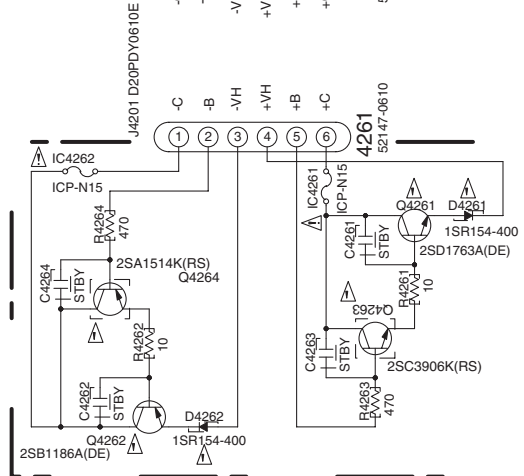 J4201 D20PDY0610E
-C
-B
-VH
+VH
+B
+C
-V
+V
+
+
5
1
2
3
4
5
6
4261
52147-0610
IC4262
ICP-N15
IC4261
ICP-N15
R4264
470
C4264
STBY
2SA1514K(RS)
Q4264
R4262
10
C4262
STBY
Q4262
2SB1186A(DE)
D4262
1SR154-400
C4261
STBY
Q4261
2SD1763A(DE)
D4261
1SR154-400
R4261
10
Q4263
C4263
STBY
2SC3906K(RS)
R4263
470